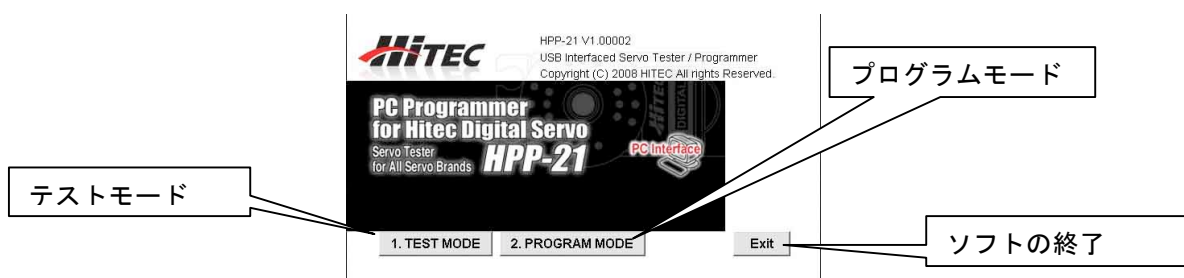 HiTEC
HPP-21 V1.00002
USB Interfaced Servo Tester / Programmer
Copyright (C) 2008 HITEC All rights Reserved.
プログラムモード
PC Programmer
for Hitec Digital Servo
Servo Tester
for All Servo Brands
HPP-21
PC Interface
HITEC
DIGITAL
テストモード
1. TEST MODE
2. PROGRAM MODE
Exit
ソフトの終了